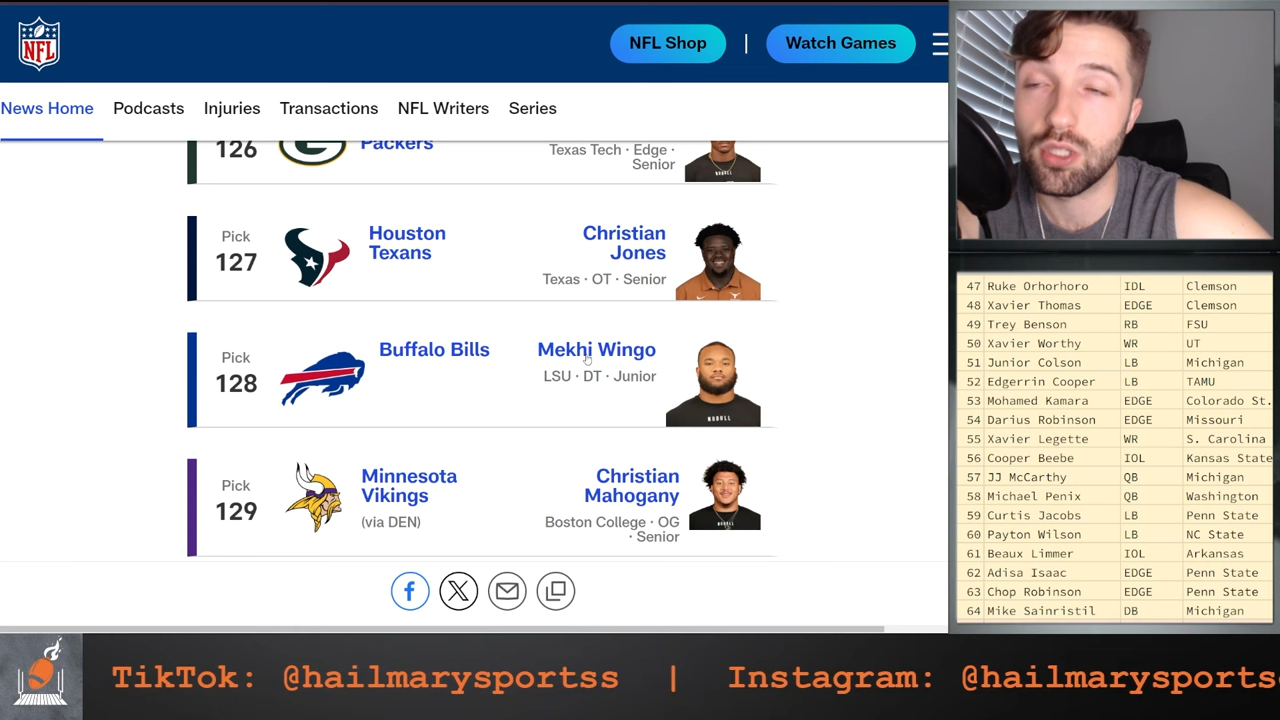 NFL
NFL Shop
Watch Games
News Home
Podcasts
Injuries
Transactions
NFL Writers
Series
126
Packers
Texas Tech · Edge ·
Senior
Pick
127
Houston
Texans
Christian
Jones
Texas · OT · Senior
Pick
128
Buffalo Bills
Mekhi Wingo
LSU · DT · Junior
Pick
129
Minnesota
Vikings
(via DEN)
Christian
Mahogany
Boston College · OG
· Senior
47 Ruke Orhorhoro IDL Clemson
48 Xavier Thomas EDGE Clemson
49 Trey Benson RB FSU
50 Xavier Worthy WR UT
51 Junior Colson LB Michigan
52 Edgerrin Cooper LB TAMU
53 Mohamed Kamara EDGE Colorado St.
54 Darius Robinson EDGE Missouri
55 Xavier Legette WR S. Carolina
56 Cooper Beebe IOL Kansas State
57 JJ McCarthy QB Michigan
58 Michael Penix QB Washington
59 Curtis Jacobs LB Penn State
60 Payton Wilson LB NC State
61 Beaux Limmer IOL Arkansas
62 Adisa Isaac EDGE Penn State
63 Chop Robinson EDGE Penn State
64 Mike Sainristil DB Michigan
TikTok: @hailmarysportss | Instagram: @hailmarysports